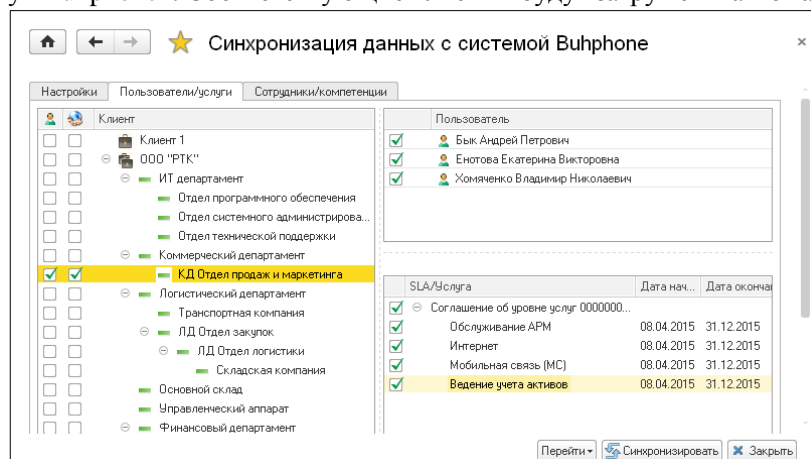 Синхронизация данных с системой Buhphone
Настройки Пользователи/услуги Сотрудники/компетенции
Клиент
Клиент 1
ООО "РТК"
ИТ департамент
Отдел программного обеспечения
Отдел системного администрирова...
Отдел технической поддержки
Коммерческий департамент
КД Отдел продаж и маркетинга
Логистический департамент
Транспортная компания
ЛД Отдел закупок
ЛД Отдел логистики
Складская компания
Основной склад
Управленческий аппарат
Финансовый департамент
Пользователь
Бык Андрей Петрович
Енотова Екатерина Викторовна
Хомяченко Владимир Николаевич
SLA/Услуга Дата нач... Дата оконча
Соглашение об уровне услуг 0000000...
Обслуживание АРМ 08.04.2015 31.12.2015
Интернет 08.04.2015 31.12.2015
Мобильная связь (МС) 08.04.2015 31.12.2015
Ведение учета активов 08.04.2015 31.12.2015
Перейти Синхронизировать Закрыть